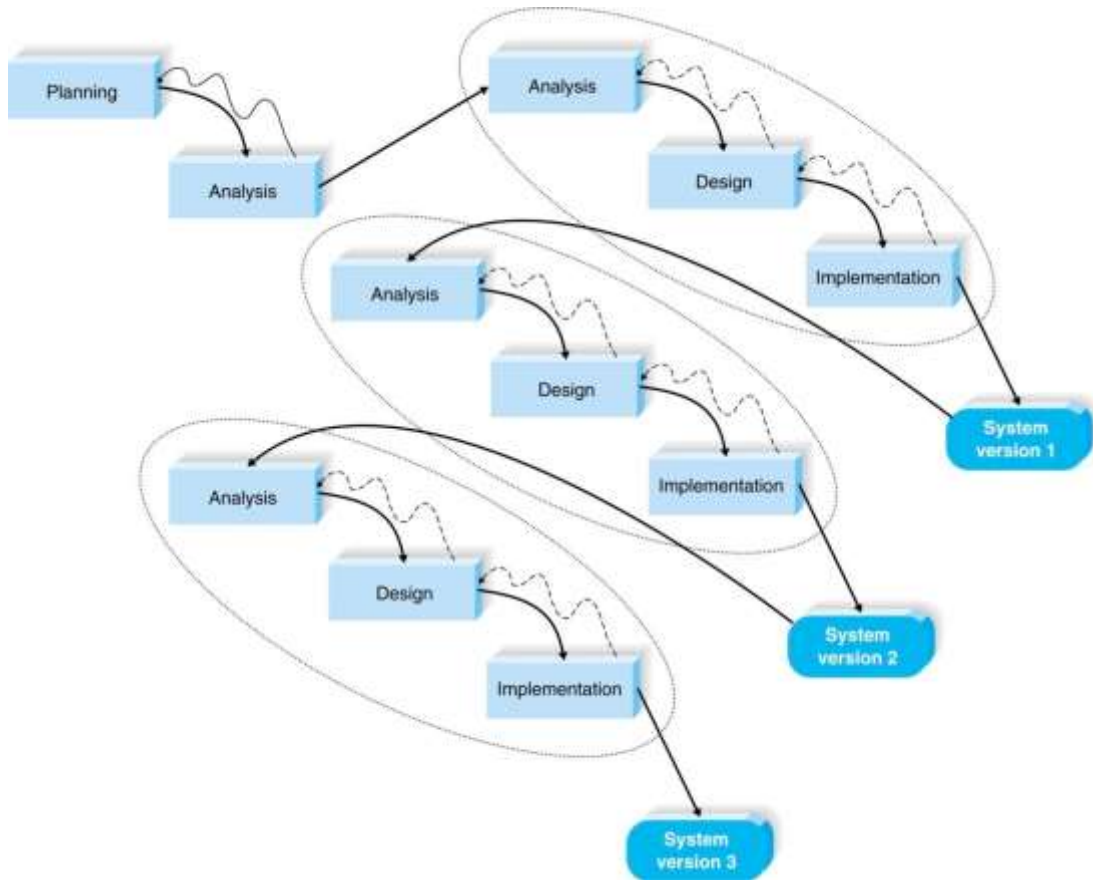 Planning
Analysis
Analysis
Design
Implementation
System
version 1
Analysis
Design
Implementation
System
version 2
Analysis
Design
Implementation
System
version 3